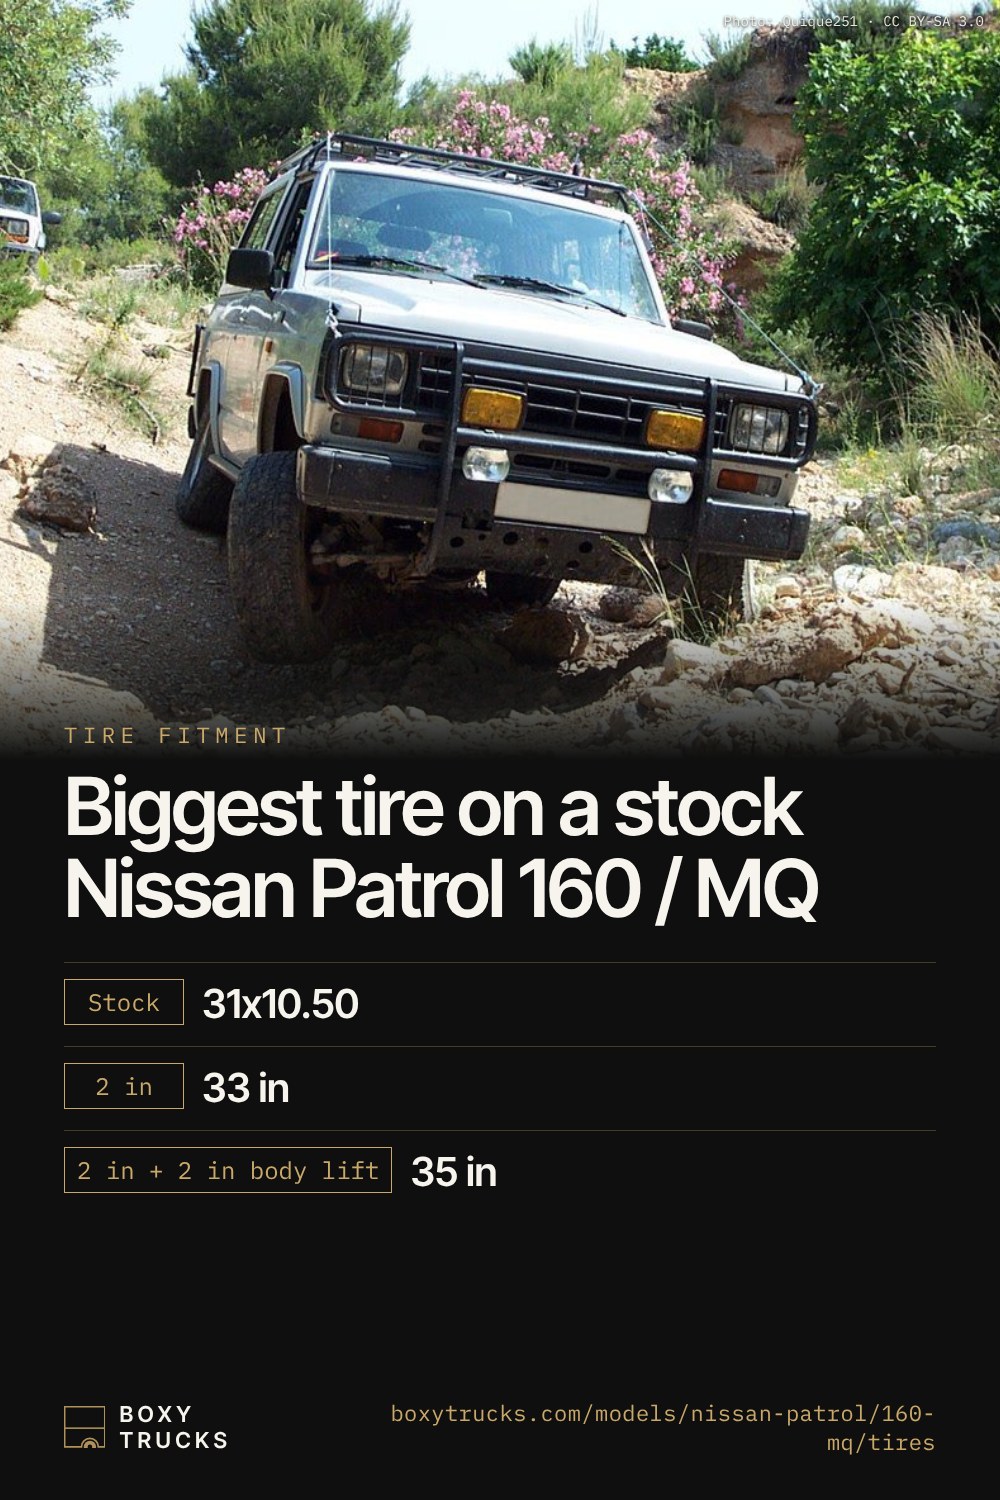 Photo: Quique251 · CC BY-SA 3.0
TIRE FITMENT
Biggest tire on a stock
Nissan Patrol 160 / MQ
Stock 31x10.50
2 in 33 in
2 in + 2 in body lift 35 in
BOXY
TRUCKS
boxytrucks.com/models/nissan-patrol/160-
mq/tires